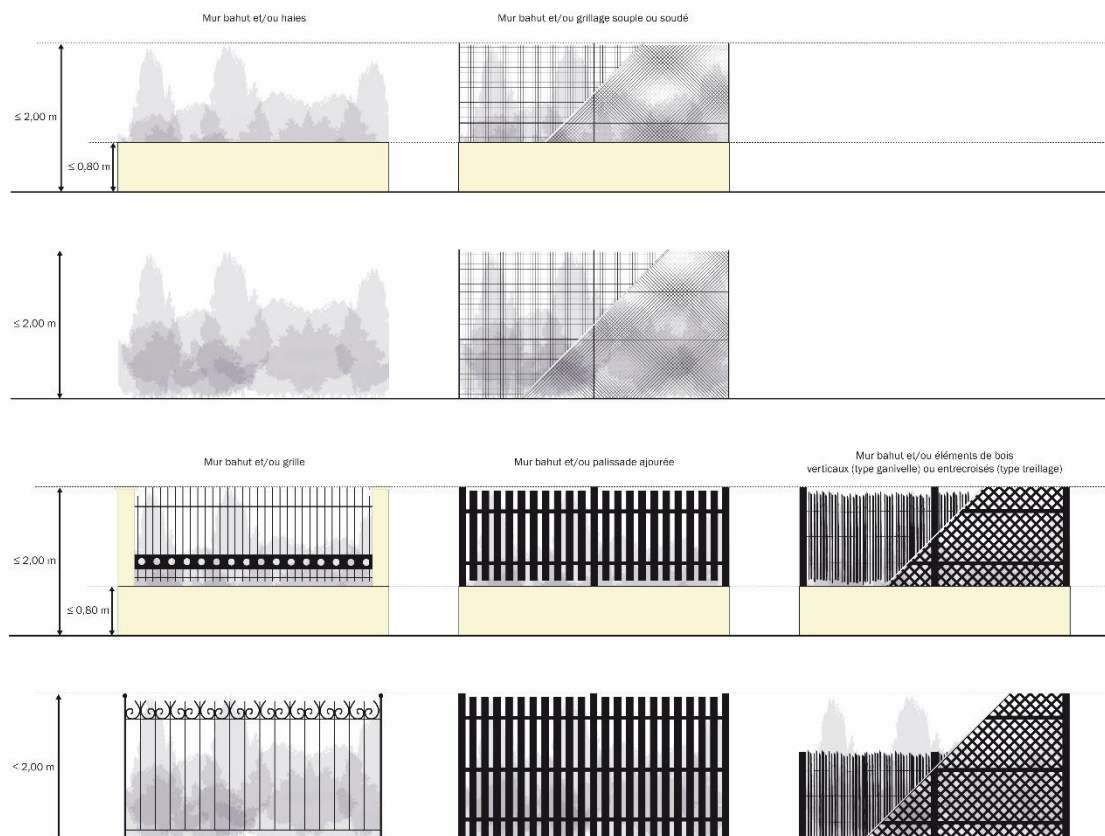 Mur bahut et/ou haies
Mur bahut et/ou grillage souple ou soudé
≤ 2,00 m
≤ 0,80 m
≤ 2,00 m
Mur bahut et/ou grille
Mur bahut et/ou palissade ajourée
Mur bahut et/ou éléments de bois
verticaux (type ganivelle) ou entrecroisés (type treillage)
≤ 2,00 m
≤ 0,80 m
< 2,00 m